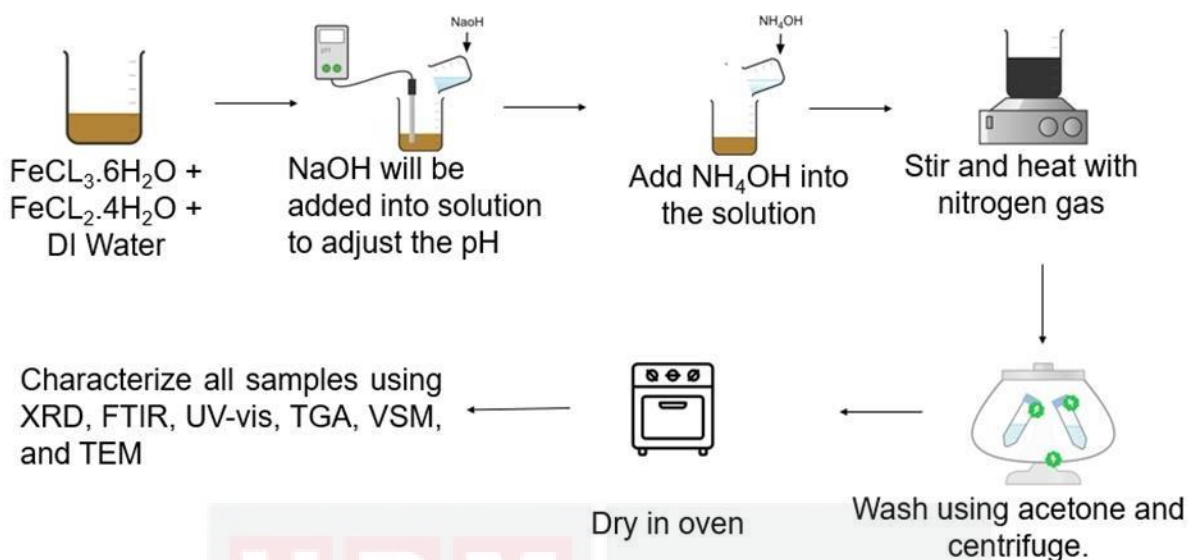 FeCL₃.6H₂O +
FeCL₂.4H₂O +
DI Water
pH
NaoH
NaOH will be
added into solution
to adjust the pH
NH₄OH
Add NH₄OH into
the solution
Stir and heat with
nitrogen gas
Wash using acetone and
centrifuge.
Dry in oven
Characterize all samples using
XRD, FTIR, UV-vis, TGA, VSM,
and TEM